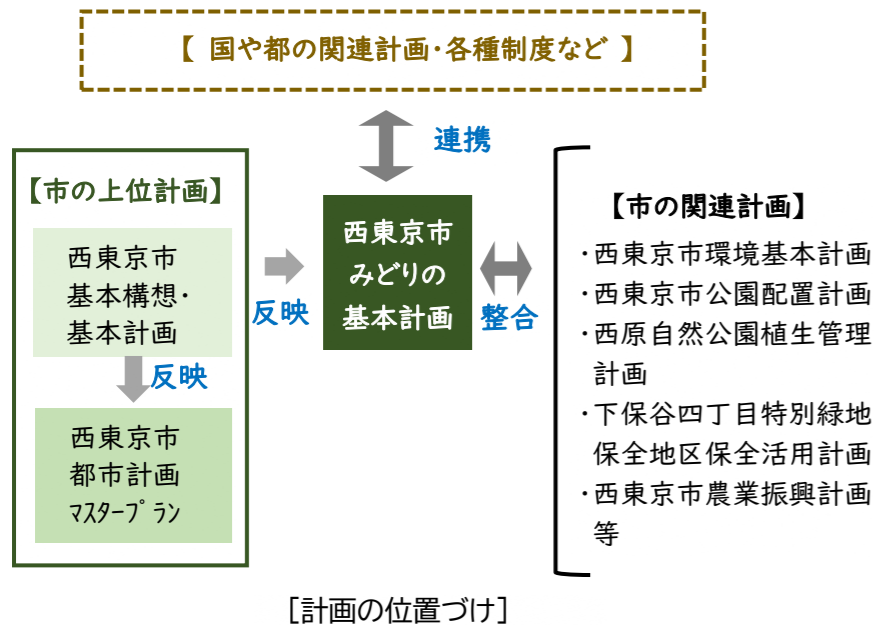 【 国や都の関連計画・各種制度など 】
連携
【市の上位計画】
西東京市
基本構想・
基本計画
反映
西東京市
都市計画
ﾏｽﾀｰﾌﾟﾗﾝ
反映
西東京市
みどりの
基本計画
整合
【市の関連計画】
・西東京市環境基本計画
・西東京市公園配置計画
・西原自然公園植生管理
計画
・下保谷四丁目特別緑地
保全地区保全活用計画
・西東京市農業振興計画
等
[計画の位置づけ]